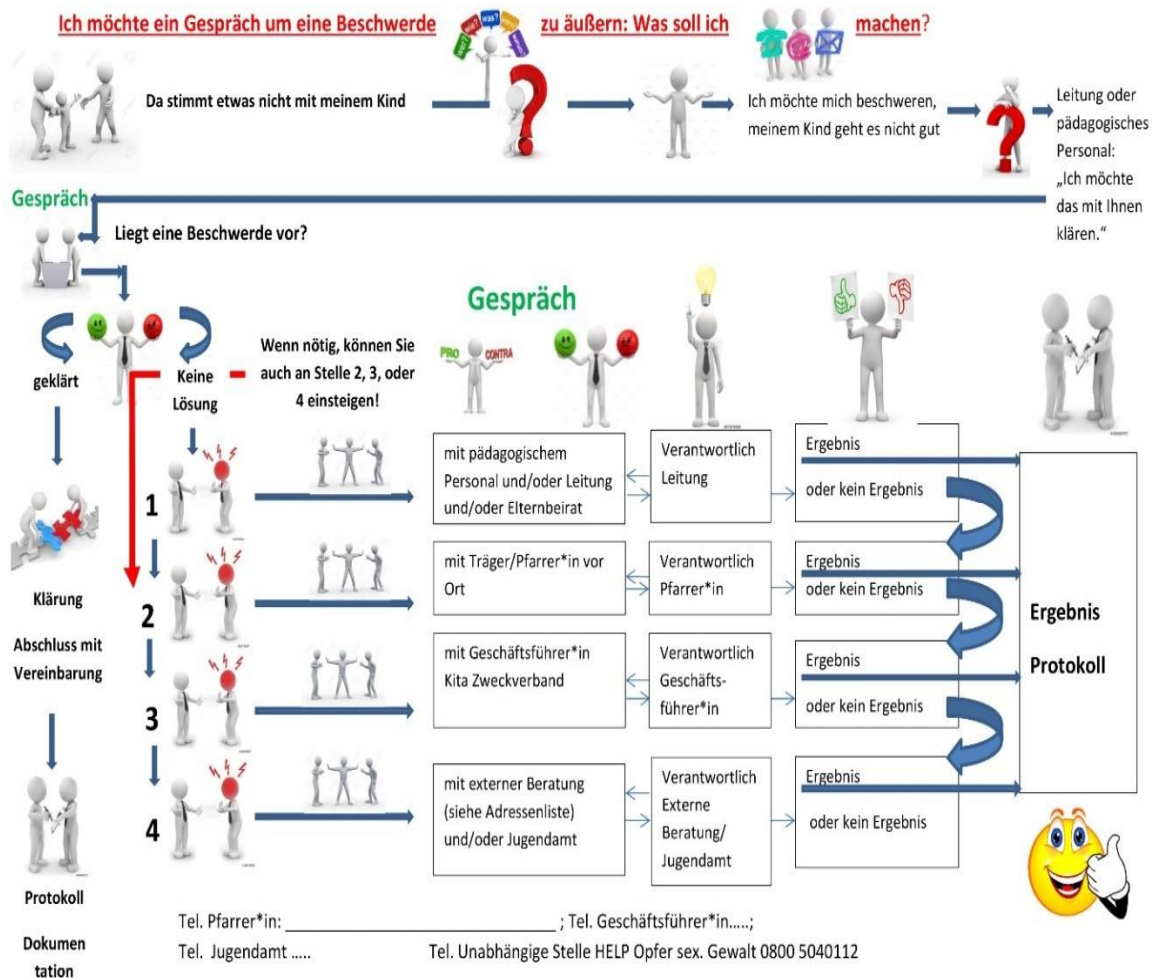 Ich möchte ein Gespräch um eine Beschwerde zu äußern: Was soll ich machen?
wer?
wie?
was?
wann?
Da stimmt etwas nicht mit meinem Kind
Ich möchte mich beschweren,
meinem Kind geht es nicht gut
Leitung oder
pädagogisches
Personal:
„Ich möchte
das mit Ihnen
klären.“
Gespräch
Liegt eine Beschwerde vor?
geklärt
Keine
Lösung
Wenn nötig, können Sie
auch an Stelle 2, 3, oder
4 einsteigen!
Gespräch
PRO
CONTRA
1
mit pädagogischem
Personal und/oder Leitung
und/oder Elternbeirat
Verantwortlich
Leitung
Ergebnis
oder kein Ergebnis
2
mit Träger/Pfarrer*in vor
Ort
Verantwortlich
Pfarrer*in
Ergebnis
oder kein Ergebnis
3
mit Geschäftsführer*in
Kita Zweckverband
Verantwortlich
Geschäfts-
führer*in
Ergebnis
oder kein Ergebnis
4
mit externer Beratung
(siehe Adressenliste)
und/oder Jugendamt
Verantwortlich
Externe
Beratung/
Jugendamt
Ergebnis
oder kein Ergebnis
Ergebnis
Protokoll
Klärung
Abschluss mit
Vereinbarung
Protokoll
Dokumen
tation
Tel. Pfarrer*in: ______________________________ ; Tel. Geschäftsführer*in…..;
Tel. Jugendamt ….. Tel. Unabhängige Stelle HELP Opfer sex. Gewalt 0800 5040112